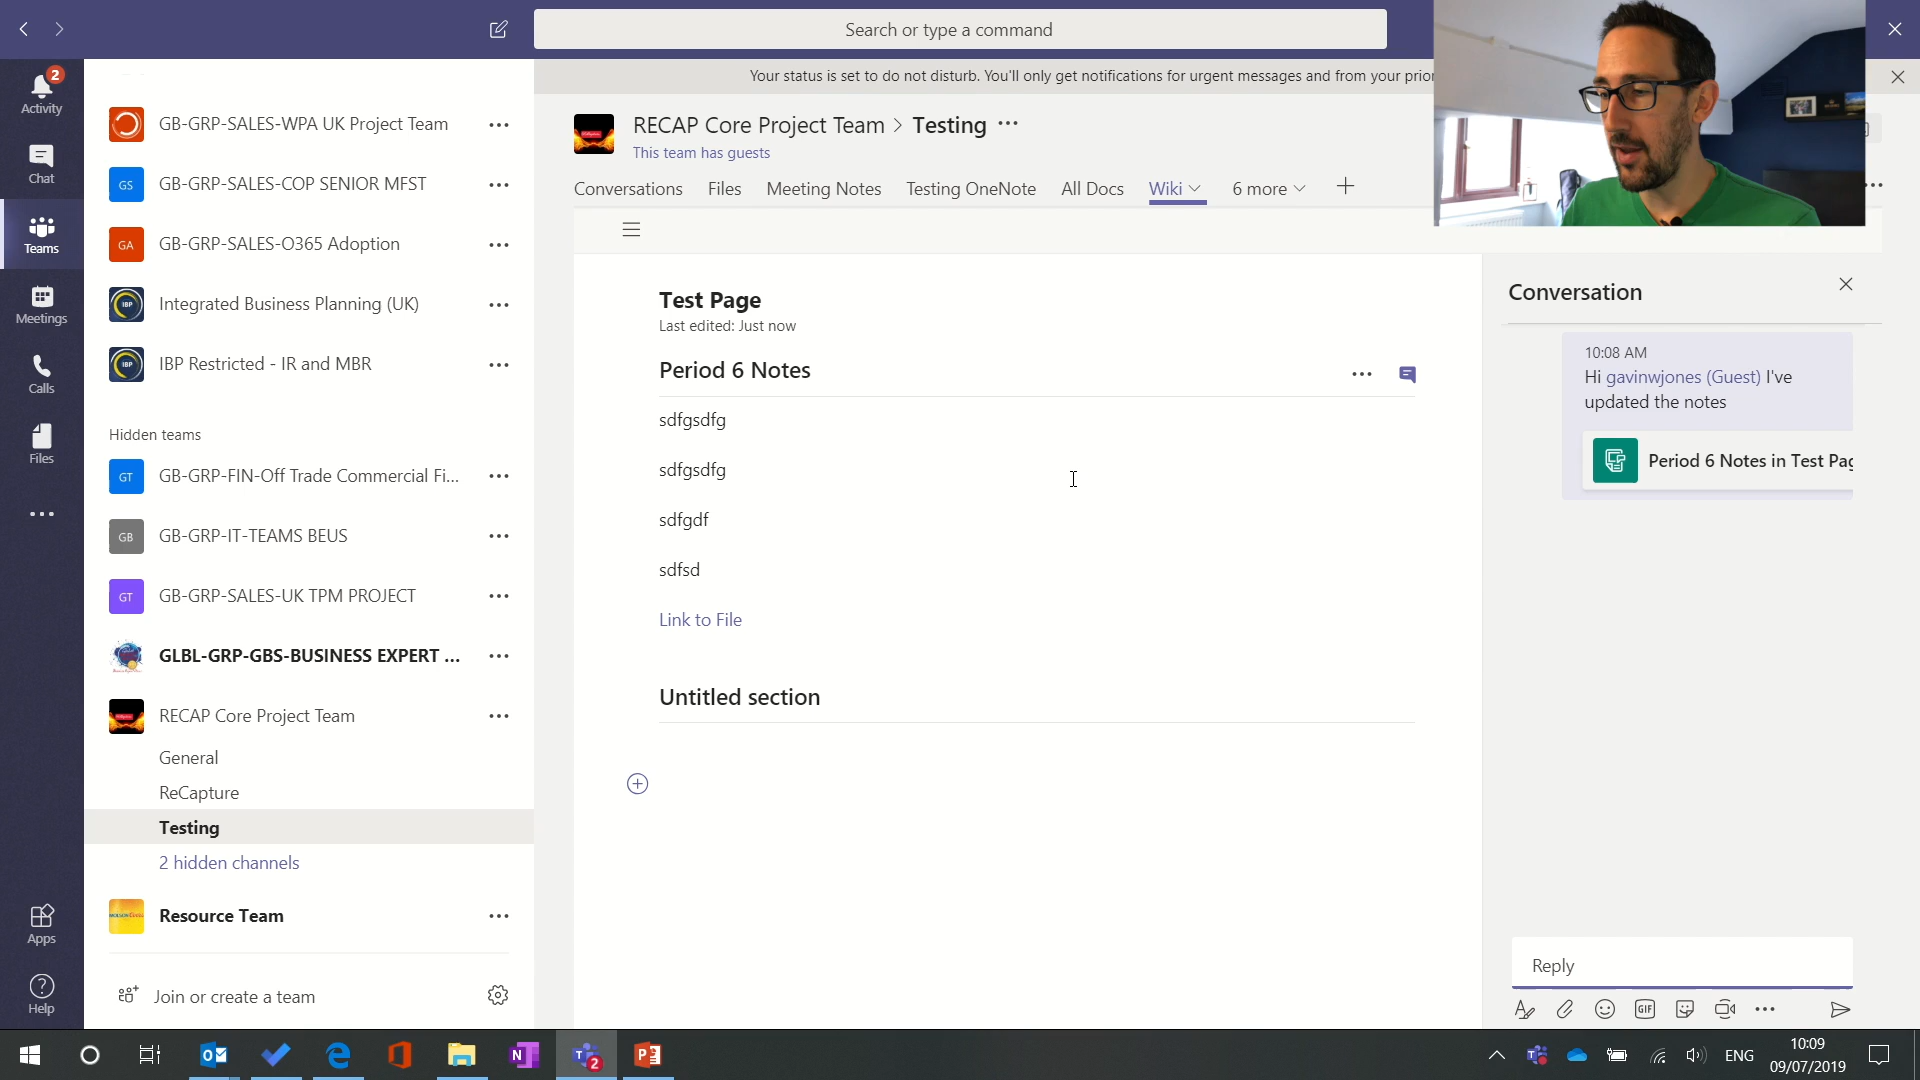 Search or type a command
Your status is set to do not disturb. You'll only get notifications for urgent messages and from your prior
2
Activity
Chat
Teams
Meetings
Calls
Files
Apps
Help
GB-GRP-SALES-WPA UK Project Team
GS
GB-GRP-SALES-COP SENIOR MFST
GA
GB-GRP-SALES-O365 Adoption
IBP
Integrated Business Planning (UK)
IBP
IBP Restricted - IR and MBR
Hidden teams
GT
GB-GRP-FIN-Off Trade Commercial Fi...
GB
GB-GRP-IT-TEAMS BEUS
GT
GB-GRP-SALES-UK TPM PROJECT
GLBL-GRP-GBS-BUSINESS EXPERT ...
RECAP Core Project Team
General
ReCapture
Testing
2 hidden channels
Resource Team
Join or create a team
RECAP Core Project Team > Testing
This team has guests
Conversations
Files
Meeting Notes
Testing OneNote
All Docs
Wiki
6 more
Test Page
Last edited: Just now
Period 6 Notes
sdfgsdfg
sdfgsdfg
sdfgdf
sdfsd
Link to File
Untitled section
Conversation
10:08 AM
Hi gavinwjones (Guest) I've
updated the notes
Period 6 Notes in Test Pag
Reply
GIF
2
ENG
10:09
09/07/2019